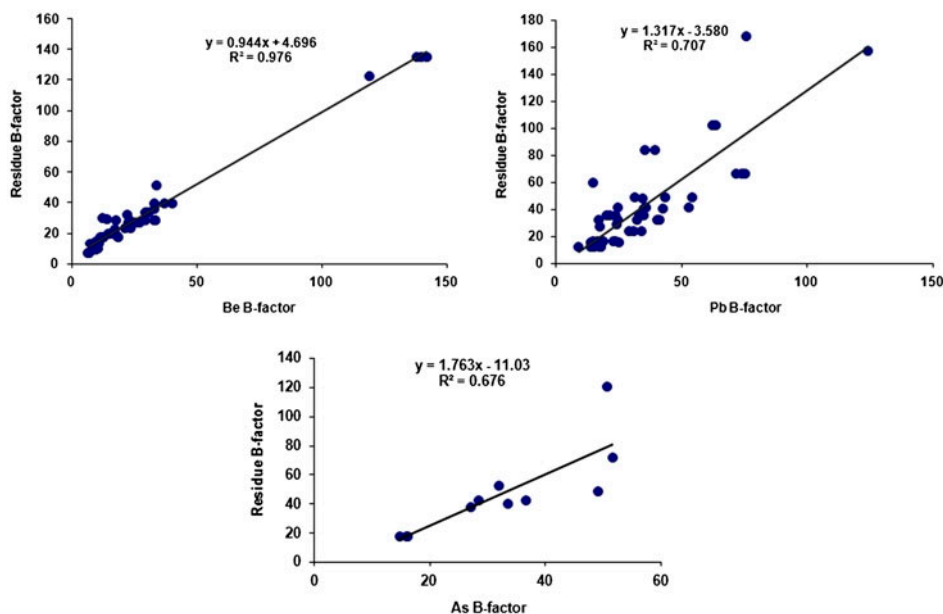 160
140
120
100
80
60
40
20
0
Residue B-factor
y = 0.944x + 4.696
R² = 0.976
0 50 100 150
Be B-factor
180
160
140
120
100
80
60
40
20
0
Residue B-factor
y = 1.317x - 3.580
R² = 0.707
0 50 100 150
Pb B-factor
140
120
100
80
60
40
20
0
Residue B-factor
y = 1.763x - 11.03
R² = 0.676
0 20 40 60
As B-factor